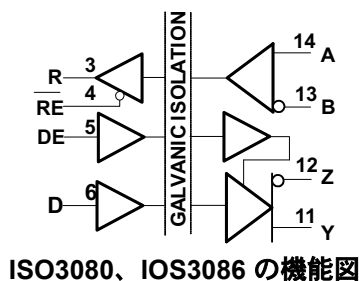 GALVANIC ISOLATION
R 3
RE 4
DE 5
D 6
14 A
13 B
12 Z
11 Y
ISO3080、IOS3086 の機能図